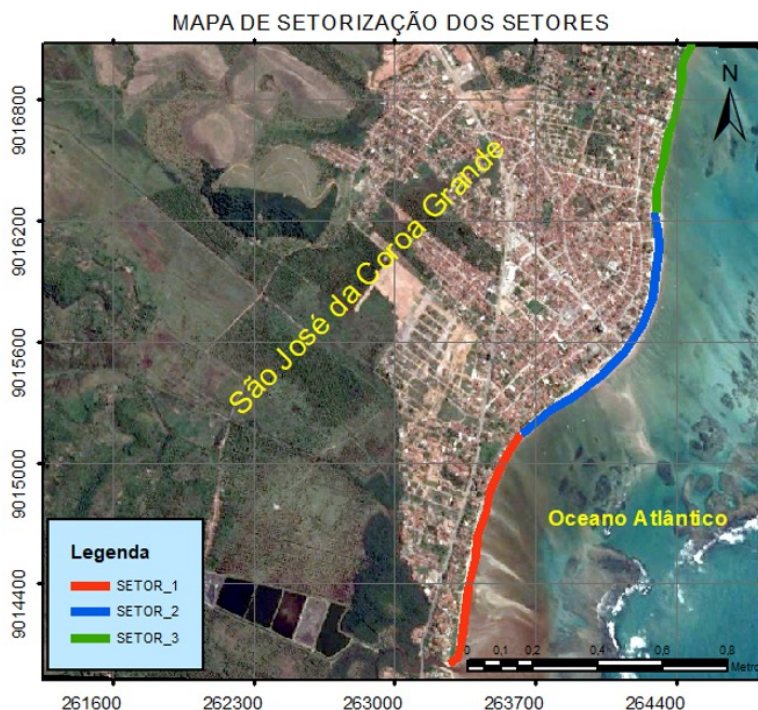 MAPA DE SETORIZAÇÃO DOS SETORES
N
9016800
9016200
9015600
9015000
9014400
São José da Coroa Grande
Oceano Atlântico
Legenda
SETOR_1
SETOR_2
SETOR_3
0 0,1 0,2 0,4 0,6 0,8
Metro
261600 262300 263000 263700 264400